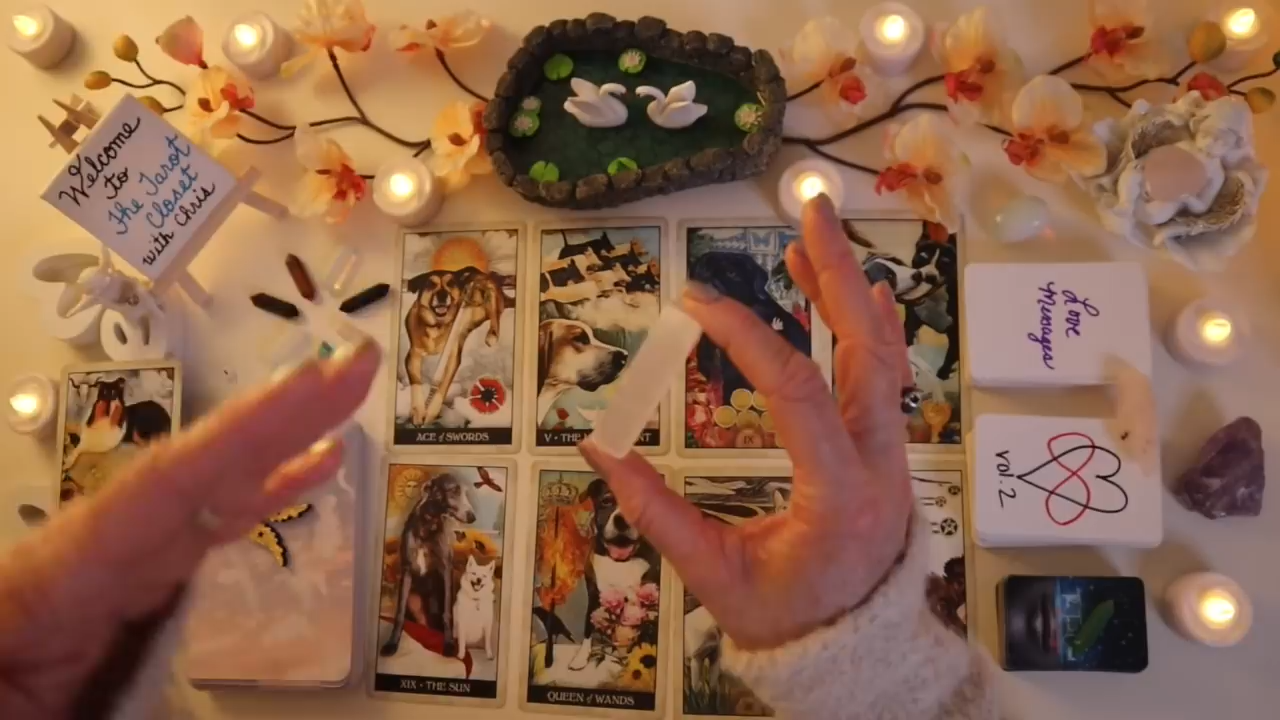 Welcome
to
the Tarot
Closet
with Chris
Love
Messages
vol. 2
ACE of SWORDS
V • THE
NT
IX
XIX • THE SUN
QUEEN of WANDS